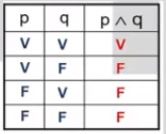 p q p ∧ q
V V V
V F F
F V F
F F F